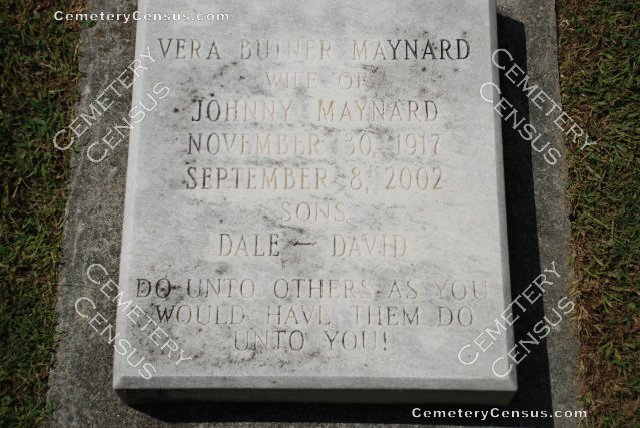 CemeteryCensus.com
VERA BUTNER MAYNARD
WIFE OF
JOHNNY MAYNARD
NOVEMBER 30, 1917
SEPTEMBER 8, 2002
SONS
DALE — DAVID
DO UNTO OTHERS AS YOU
WOULD HAVE THEM DO
UNTO YOU!
CEMETERY
CENSUS
CEMETERY
CENSUS
CEMETERY
CENSUS
CEMETERY
CENSUS
CemeteryCensus.com